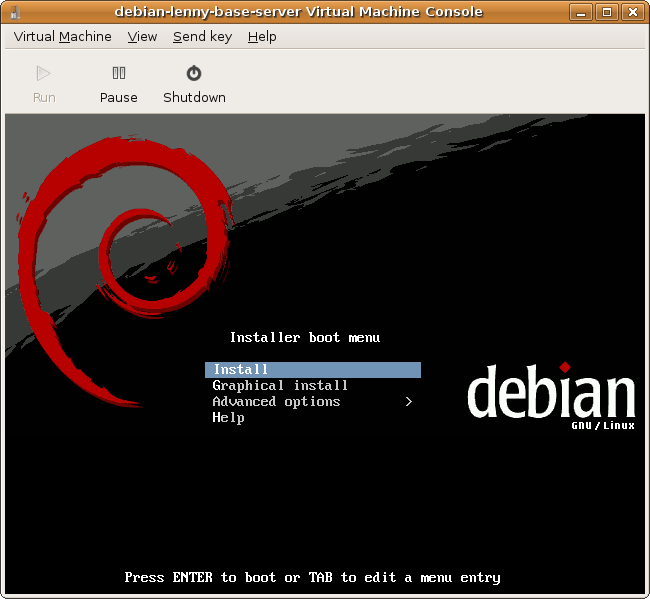 debian-lenny-base-server Virtual Machine Console
Virtual Machine View Send key Help
Run Pause Shutdown
Installer boot menu
Install
Graphical install
Advanced options >
Help
debian
GNU/Linux
Press ENTER to boot or TAB to edit a menu entry